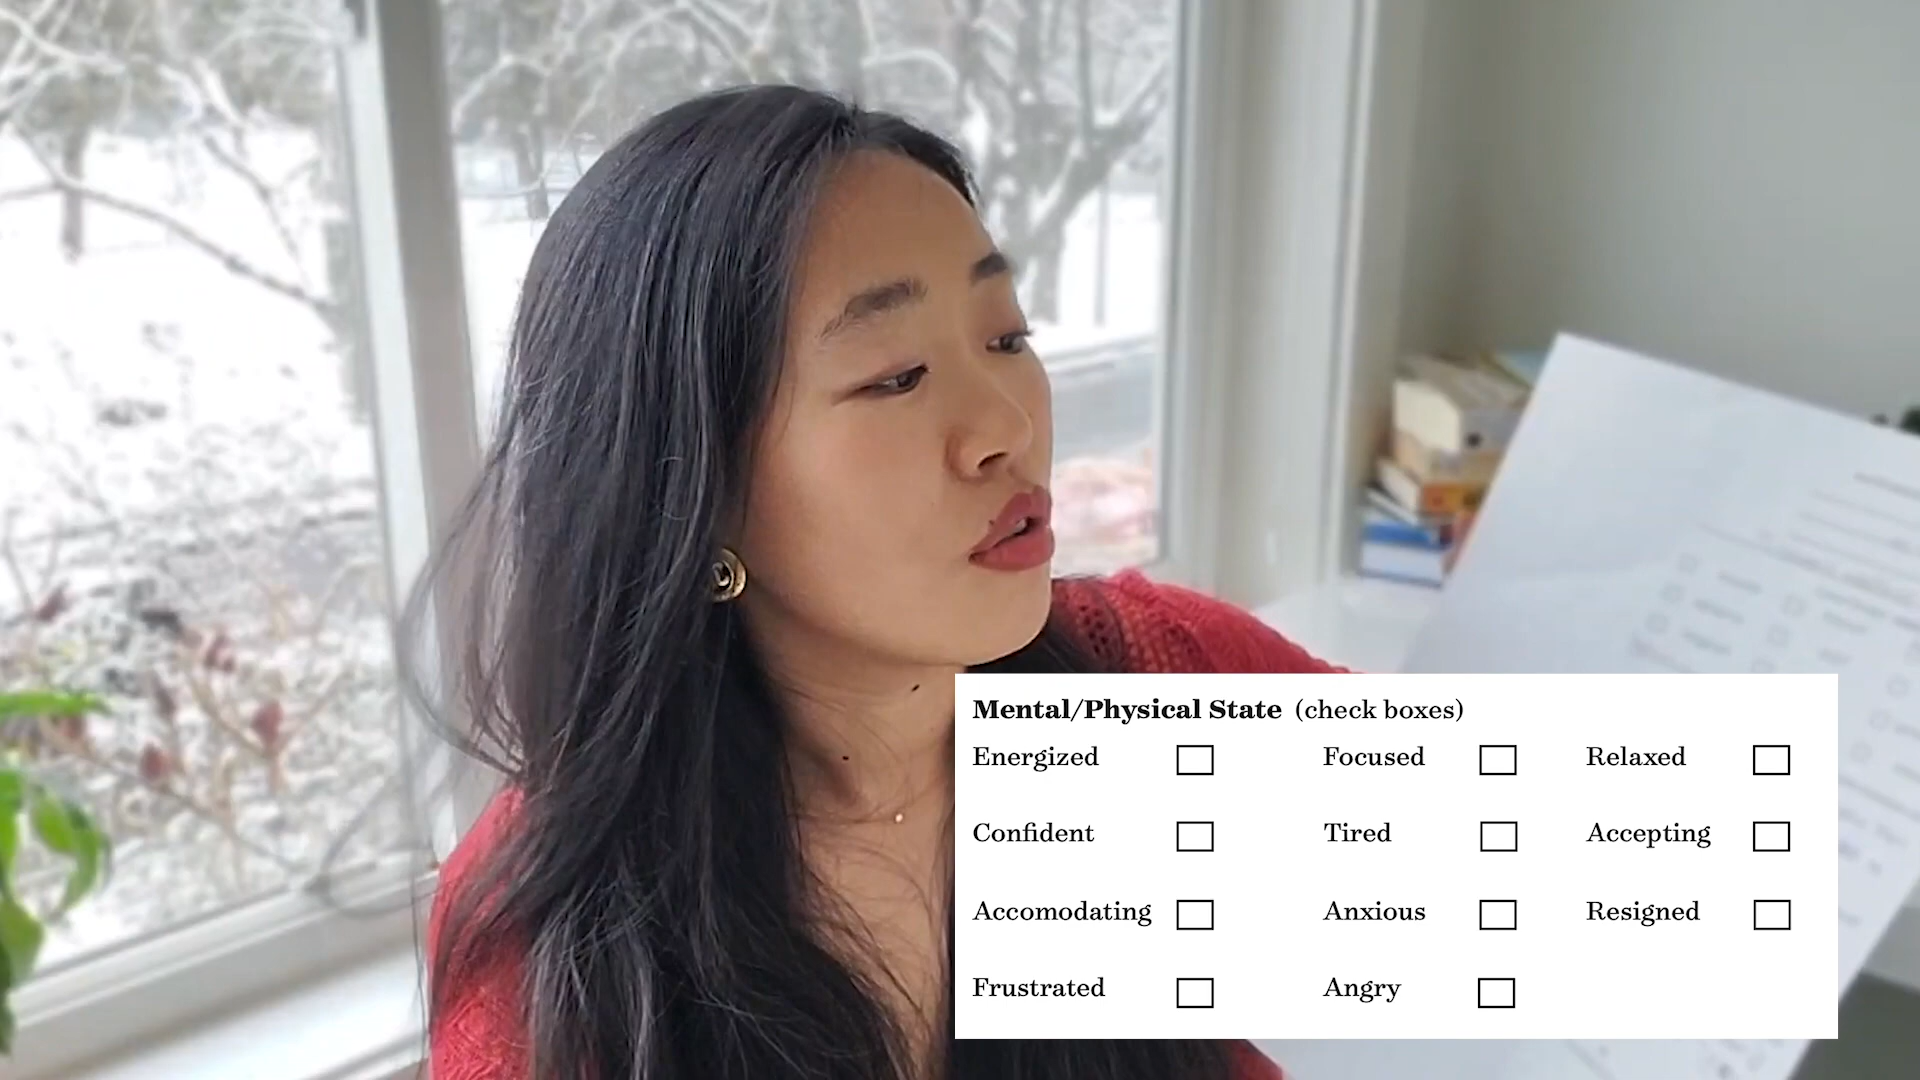 Mental/Physical State (check boxes)
Energized Focused Relaxed
Confident Tired Accepting
Accomodating Anxious Resigned
Frustrated Angry